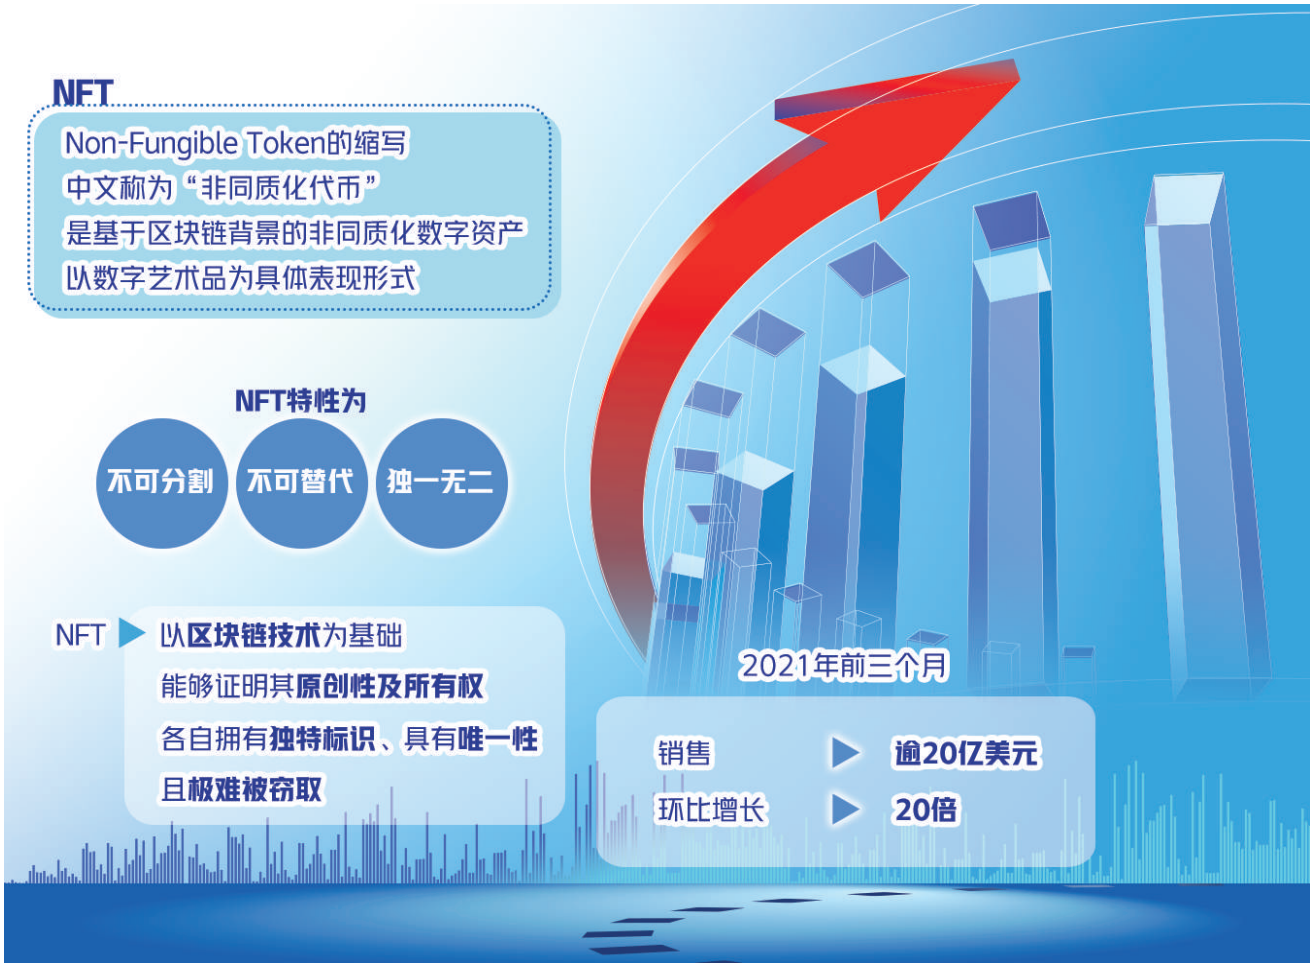 NFT
Non-Fungible Token的缩写
中文称为“非同质化代币”
是基于区块链背景的非同质化数字资产
以数字艺术品为具体表现形式
NFT特性为
不可分割 不可替代 独一无二
NFT 以区块链技术为基础
能够证明其原创性及所有权
各自拥有独特标识、具有唯一性
且极难被窃取
2021年前三个月
销售 逾20亿美元
环比增长 20倍